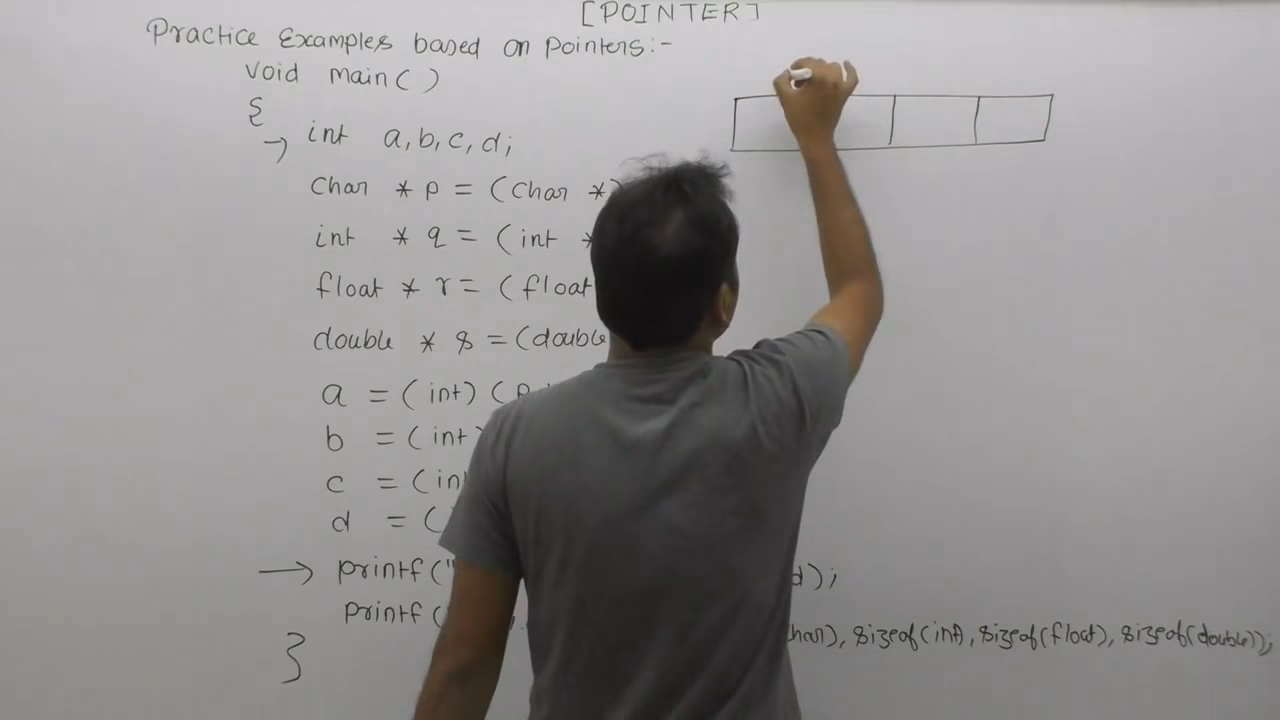 [POINTER]
Practice Examples based on Pointers:-
void main()
{
→ int a,b,c,d;
char * p = (char *)
int * q = (int *
float * r = (float
double * s = (double
a = (int) (p
b = (int)
c = (in
d = (
→ printf (" d);
printf ( har), sizeof(int), sizeof(float), sizeof(double));
}